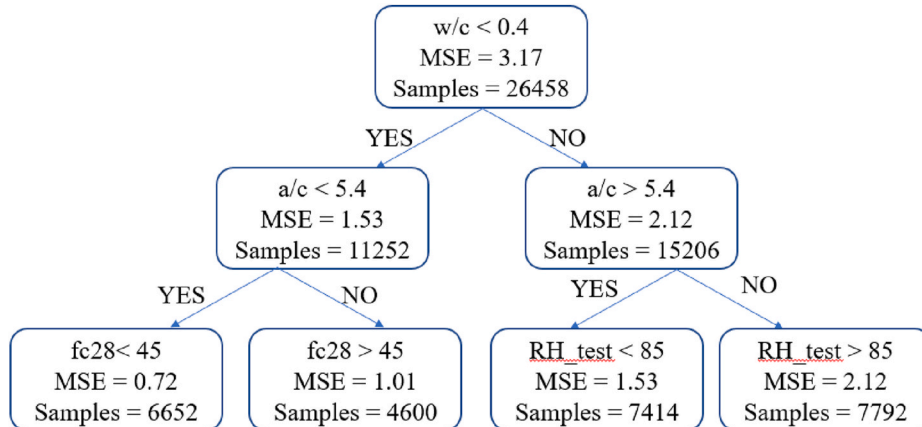 w/c < 0.4
MSE = 3.17
Samples = 26458
YES
NO
a/c < 5.4
MSE = 1.53
Samples = 11252
a/c > 5.4
MSE = 2.12
Samples = 15206
YES
NO
YES
NO
fc28< 45
MSE = 0.72
Samples = 6652
fc28 > 45
MSE = 1.01
Samples = 4600
RH_test < 85
MSE = 1.53
Samples = 7414
RH_test > 85
MSE = 2.12
Samples = 7792